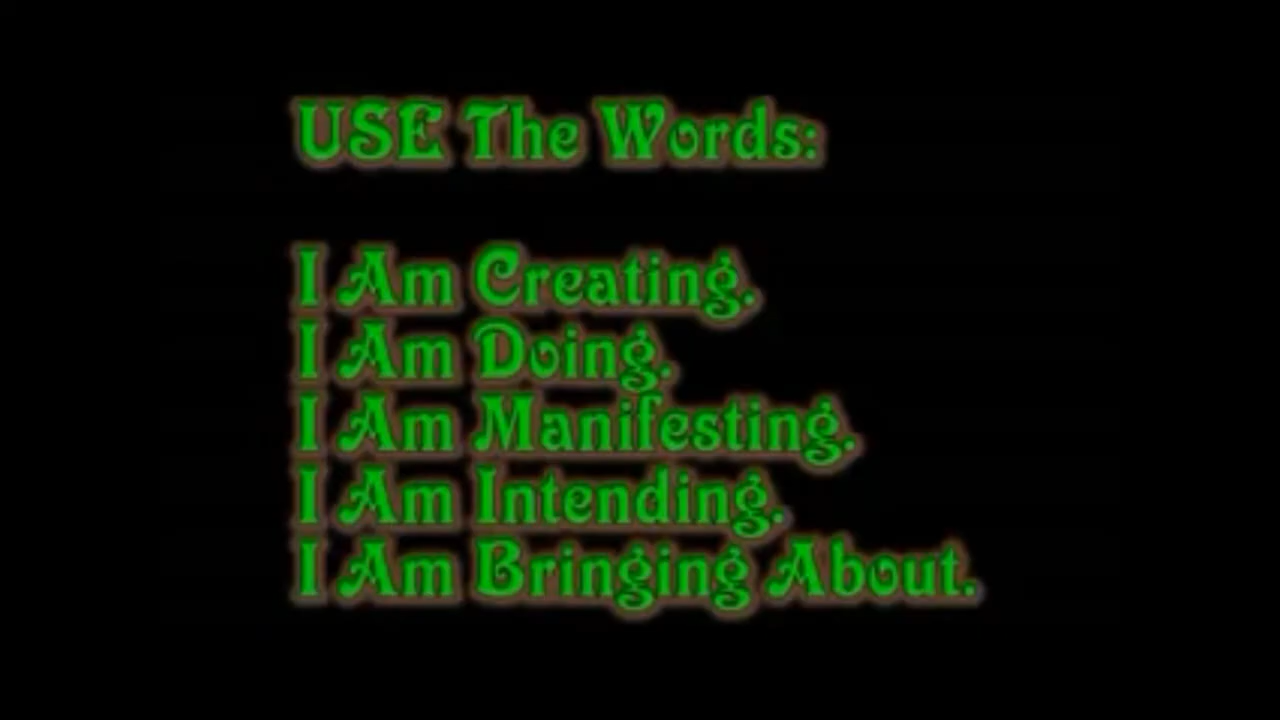 USE The Words:
I Am Creating.
I Am Doing.
I Am Manifesting.
I Am Intending.
I Am Bringing About.